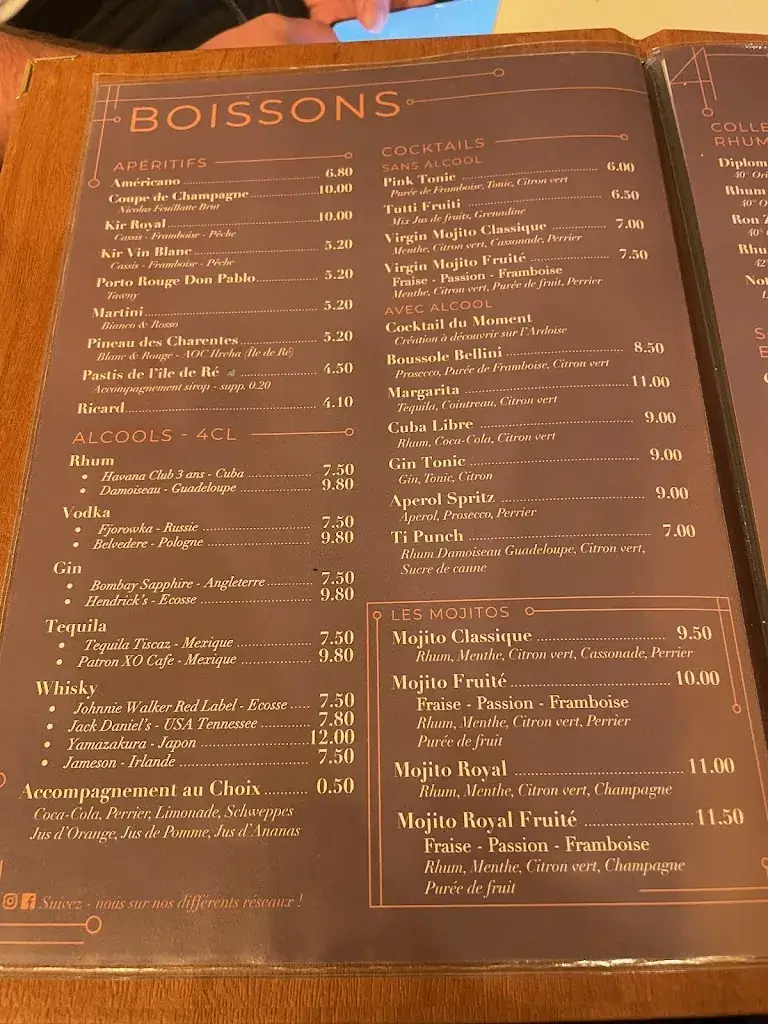 BOISSONS
APÉRITIFS
Américano 6.80
Coupe de Champagne 10.00
Nicolas Feuillatte Brut
Kir Royal 10.00
Cassis - Framboise - Pêche
Kir Vin Blanc 5.20
Cassis - Framboise - Pêche
Porto Rouge Don Pablo 5.20
Tawny
Martini 5.20
Bianco & Rosso
Pineau des Charentes 5.20
Blanc & Rouge - AOC Ilrhea (Île de Ré)
Pastis de l'île de Ré 4.50
Accompagnement sirop - supp. 0.20
Ricard 4.10
ALCOOLS - 4CL
Rhum
• Havana Club 3 ans - Cuba 7.50
• Damoiseau - Guadeloupe 9.80
Vodka
• Fjorowka - Russie 7.50
• Belvedere - Pologne 9.80
Gin
• Bombay Sapphire - Angleterre 7.50
• Hendrick's - Ecosse 9.80
Tequila
• Tequila Tiscaz - Mexique 7.50
• Patron XO Cafe - Mexique 9.80
Whisky
• Johnnie Walker Red Label - Ecosse 7.50
• Jack Daniel's - USA Tennessee 7.80
• Yamazakura - Japon 12.00
• Jameson - Irlande 7.50
Accompagnement au Choix 0.50
Coca-Cola, Perrier, Limonade, Schweppes
Jus d'Orange, Jus de Pomme, Jus d'Ananas
Suivez - nous sur nos différents réseaux !
COCKTAILS
SANS ALCOOL
Pink Tonic 6.00
Purée de Framboise, Tonic, Citron vert
Tutti Fruiti 6.50
Mix Jus de fruits, Grenadine
Virgin Mojito Classique 7.00
Menthe, Citron vert, Cassonade, Perrier
Virgin Mojito Fruité 7.50
Fraise - Passion - Framboise
Menthe, Citron vert, Purée de fruit, Perrier
AVEC ALCOOL
Cocktail du Moment
Création à découvrir sur l'Ardoise
Boussole Bellini 8.50
Prosecco, Purée de Framboise, Citron vert
Margarita 11.00
Tequila, Cointreau, Citron vert
Cuba Libre 9.00
Rhum, Coca-Cola, Citron vert
Gin Tonic 9.00
Gin, Tonic, Citron
Aperol Spritz 9.00
Aperol, Prosecco, Perrier
Ti Punch 7.00
Rhum Damoiseau Guadeloupe, Citron vert,
Sucre de canne
LES MOJITOS
Mojito Classique 9.50
Rhum, Menthe, Citron vert, Cassonade, Perrier
Mojito Fruité 10.00
Fraise - Passion - Framboise
Rhum, Menthe, Citron vert, Perrier
Purée de fruit
Mojito Royal 11.00
Rhum, Menthe, Citron vert, Champagne
Mojito Royal Fruité 11.50
Fraise - Passion - Framboise
Rhum, Menthe, Citron vert, Champagne
Purée de fruit
COLLE
RHUM
Diplom
40° Ori
Rhum
40° O
Ron Z
40°
Rhu
42°
Not